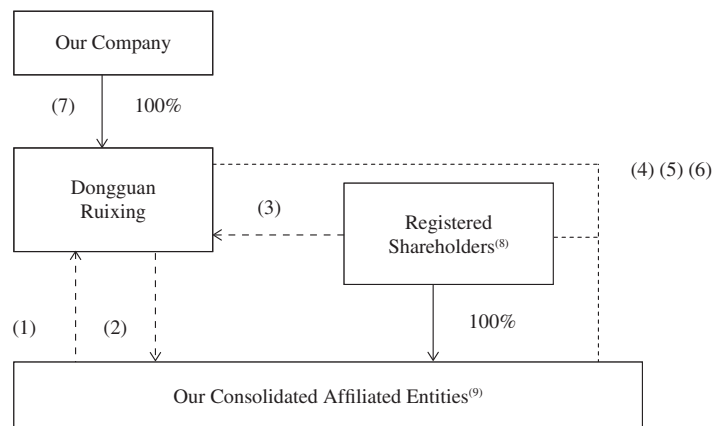 Our Company
(7)
100%
Dongguan
Ruixing
(4) (5) (6)
(3)
Registered
Shareholders(8)
(1)
(2)
100%
Our Consolidated Affiliated Entities(9)